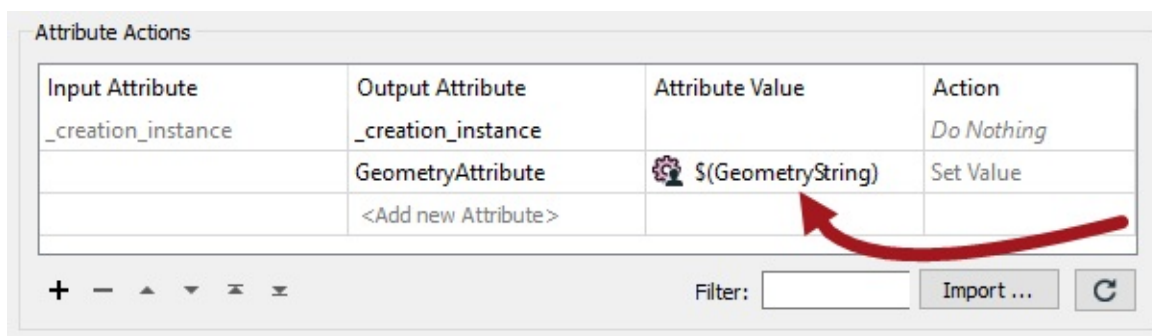 Attribute Actions
Input Attribute Output Attribute Attribute Value Action
_creation_instance _creation_instance Do Nothing
GeometryAttribute $(GeometryString) Set Value
<Add new Attribute>
Filter: Import ...